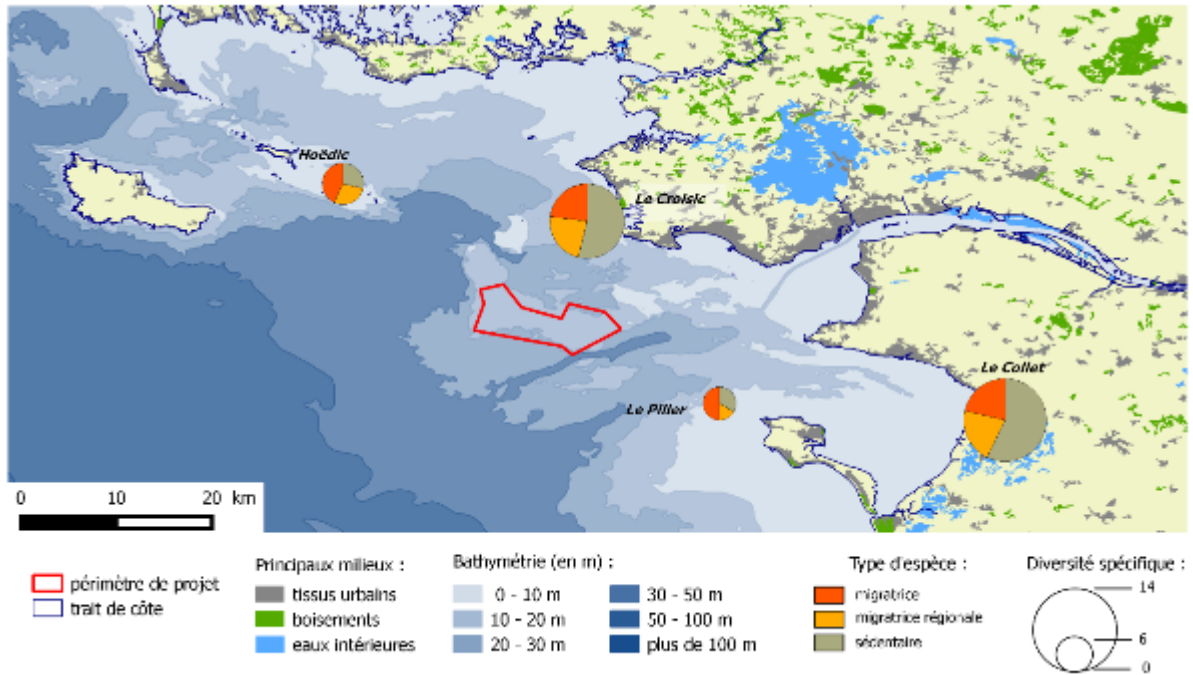 Hoëdic
Le Croisic
Le Collet
Le Pilier
0 10 20 km
périmètre de projet
trait de côte
Principaux milieux :
tissus urbains
boisements
eaux intérieures
Bathymétrie (en m) :
0 - 10 m
10 - 20 m
20 - 30 m
30 - 50 m
50 - 100 m
plus de 100 m
Type d'espèce :
migratrice
migratrice régionale
sédentaire
Diversité spécifique :
14
6
0